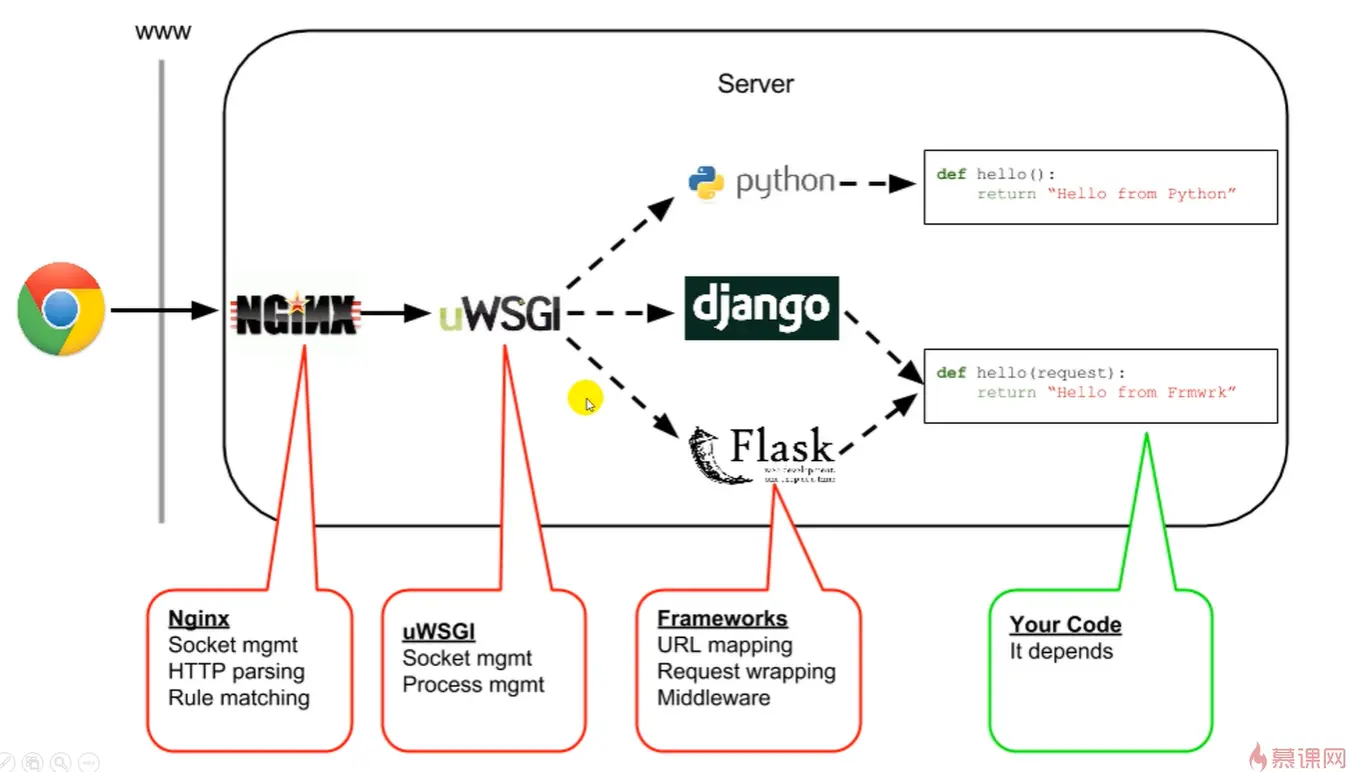 www
Server
python
def hello():
return “Hello from Python”
NGINX
uWSGI
django
def hello(request):
return “Hello from Frmwrk”
Flask
web development,
one drop at a time
Nginx
Socket mgmt
HTTP parsing
Rule matching
uWSGI
Socket mgmt
Process mgmt
Frameworks
URL mapping
Request wrapping
Middleware
Your Code
It depends
慕课网